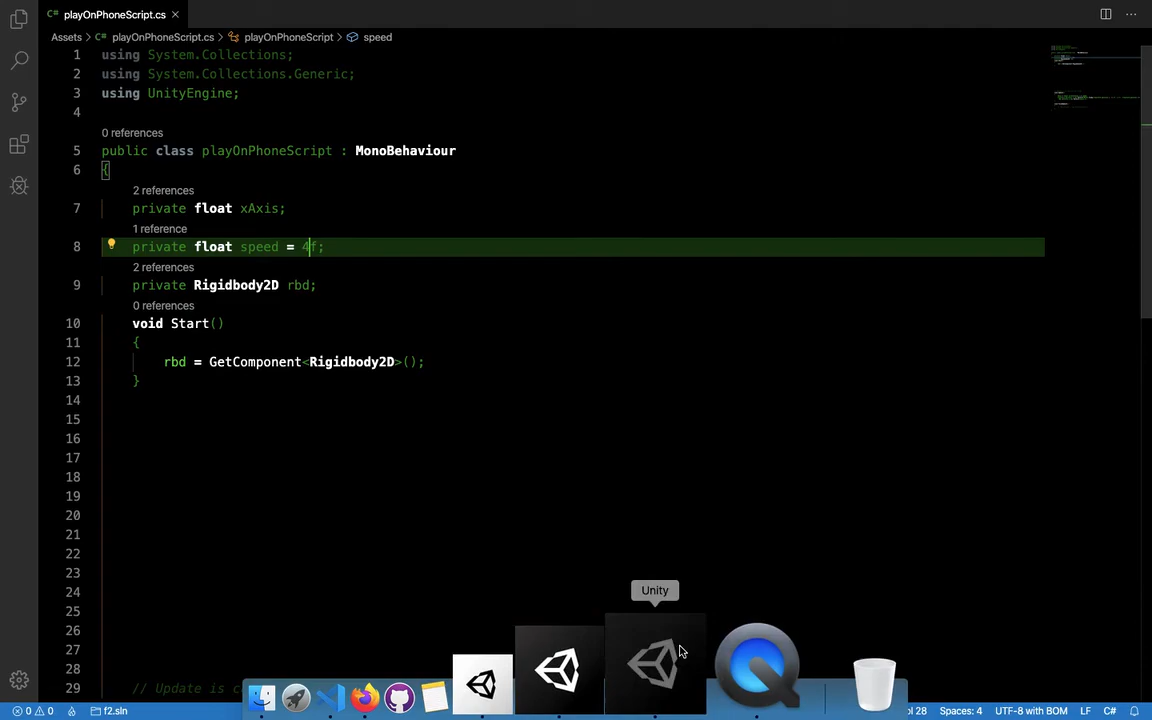 C# playOnPhoneScript.cs ×
Assets > C# playOnPhoneScript.cs > playOnPhoneScript > speed
1 using System.Collections;
2 using System.Collections.Generic;
3 using UnityEngine;
4
0 references
5 public class playOnPhoneScript : MonoBehaviour
6 {
2 references
7 private float xAxis;
1 reference
8 private float speed = 4f;
2 references
9 private Rigidbody2D rbd;
0 references
10 void Start()
11 {
12 rbd = GetComponent<Rigidbody2D>();
13 }
14
15
16
17
18
19
20
21
22
23
24
25
26
27
28
29 // Update is c
Unity
0 0 f2.sln
ol 28 Spaces: 4 UTF-8 with BOM LF C#